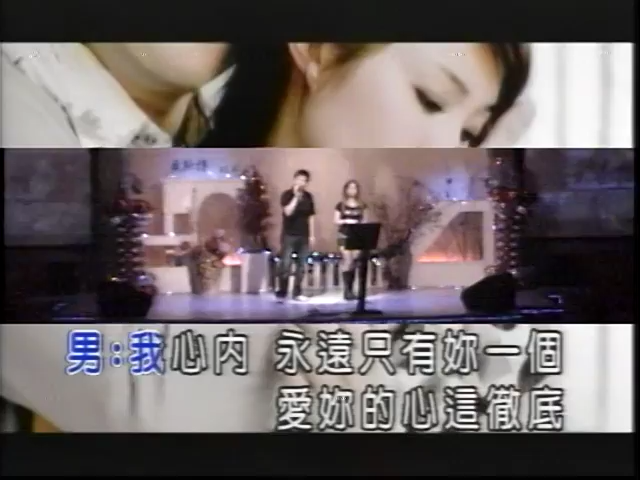 男:我心內 永遠只有妳一個
愛妳的心這徹底